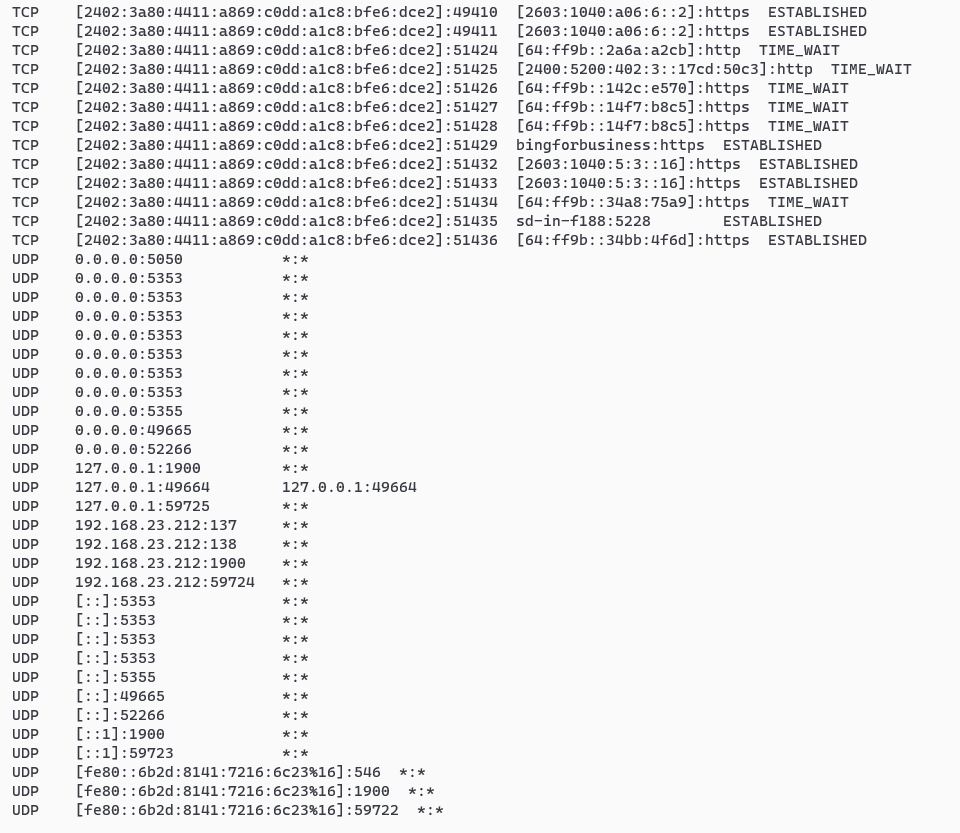 TCP    [2402:3a80:4411:a869:c0dd:a1c8:bfe6:dce2]:49410  [2603:1040:a06:6::2]:https  ESTABLISHED
TCP    [2402:3a80:4411:a869:c0dd:a1c8:bfe6:dce2]:49411  [2603:1040:a06:6::2]:https  ESTABLISHED
TCP    [2402:3a80:4411:a869:c0dd:a1c8:bfe6:dce2]:51424  [64:ff9b::2a6a:a2cb]:http  TIME_WAIT
TCP    [2402:3a80:4411:a869:c0dd:a1c8:bfe6:dce2]:51425  [2400:5200:402:3::17cd:50c3]:http  TIME_WAIT
TCP    [2402:3a80:4411:a869:c0dd:a1c8:bfe6:dce2]:51426  [64:ff9b::142c:e570]:https  TIME_WAIT
TCP    [2402:3a80:4411:a869:c0dd:a1c8:bfe6:dce2]:51427  [64:ff9b::14f7:b8c5]:https  TIME_WAIT
TCP    [2402:3a80:4411:a869:c0dd:a1c8:bfe6:dce2]:51428  [64:ff9b::14f7:b8c5]:https  TIME_WAIT
TCP    [2402:3a80:4411:a869:c0dd:a1c8:bfe6:dce2]:51429  bingforbusiness:https  ESTABLISHED
TCP    [2402:3a80:4411:a869:c0dd:a1c8:bfe6:dce2]:51432  [2603:1040:5:3::16]:https  ESTABLISHED
TCP    [2402:3a80:4411:a869:c0dd:a1c8:bfe6:dce2]:51433  [2603:1040:5:3::16]:https  ESTABLISHED
TCP    [2402:3a80:4411:a869:c0dd:a1c8:bfe6:dce2]:51434  [64:ff9b::34a8:75a9]:https  TIME_WAIT
TCP    [2402:3a80:4411:a869:c0dd:a1c8:bfe6:dce2]:51435  sd-in-f188:5228        ESTABLISHED
TCP    [2402:3a80:4411:a869:c0dd:a1c8:bfe6:dce2]:51436  [64:ff9b::34bb:4f6d]:https  ESTABLISHED
UDP    0.0.0.0:5050           *:*
UDP    0.0.0.0:5353           *:*
UDP    0.0.0.0:5353           *:*
UDP    0.0.0.0:5353           *:*
UDP    0.0.0.0:5353           *:*
UDP    0.0.0.0:5353           *:*
UDP    0.0.0.0:5353           *:*
UDP    0.0.0.0:5353           *:*
UDP    0.0.0.0:5355           *:*
UDP    0.0.0.0:49665          *:*
UDP    0.0.0.0:52266          *:*
UDP    127.0.0.1:1900         *:*
UDP    127.0.0.1:49664        127.0.0.1:49664
UDP    127.0.0.1:59725        *:*
UDP    192.168.23.212:137     *:*
UDP    192.168.23.212:138     *:*
UDP    192.168.23.212:1900    *:*
UDP    192.168.23.212:59724   *:*
UDP    [::]:5353              *:*
UDP    [::]:5353              *:*
UDP    [::]:5353              *:*
UDP    [::]:5353              *:*
UDP    [::]:5355              *:*
UDP    [::]:49665             *:*
UDP    [::]:52266             *:*
UDP    [::1]:1900             *:*
UDP    [::1]:59723            *:*
UDP    [fe80::6b2d:8141:7216:6c23%16]:546  *:*
UDP    [fe80::6b2d:8141:7216:6c23%16]:1900  *:*
UDP    [fe80::6b2d:8141:7216:6c23%16]:59722  *:*